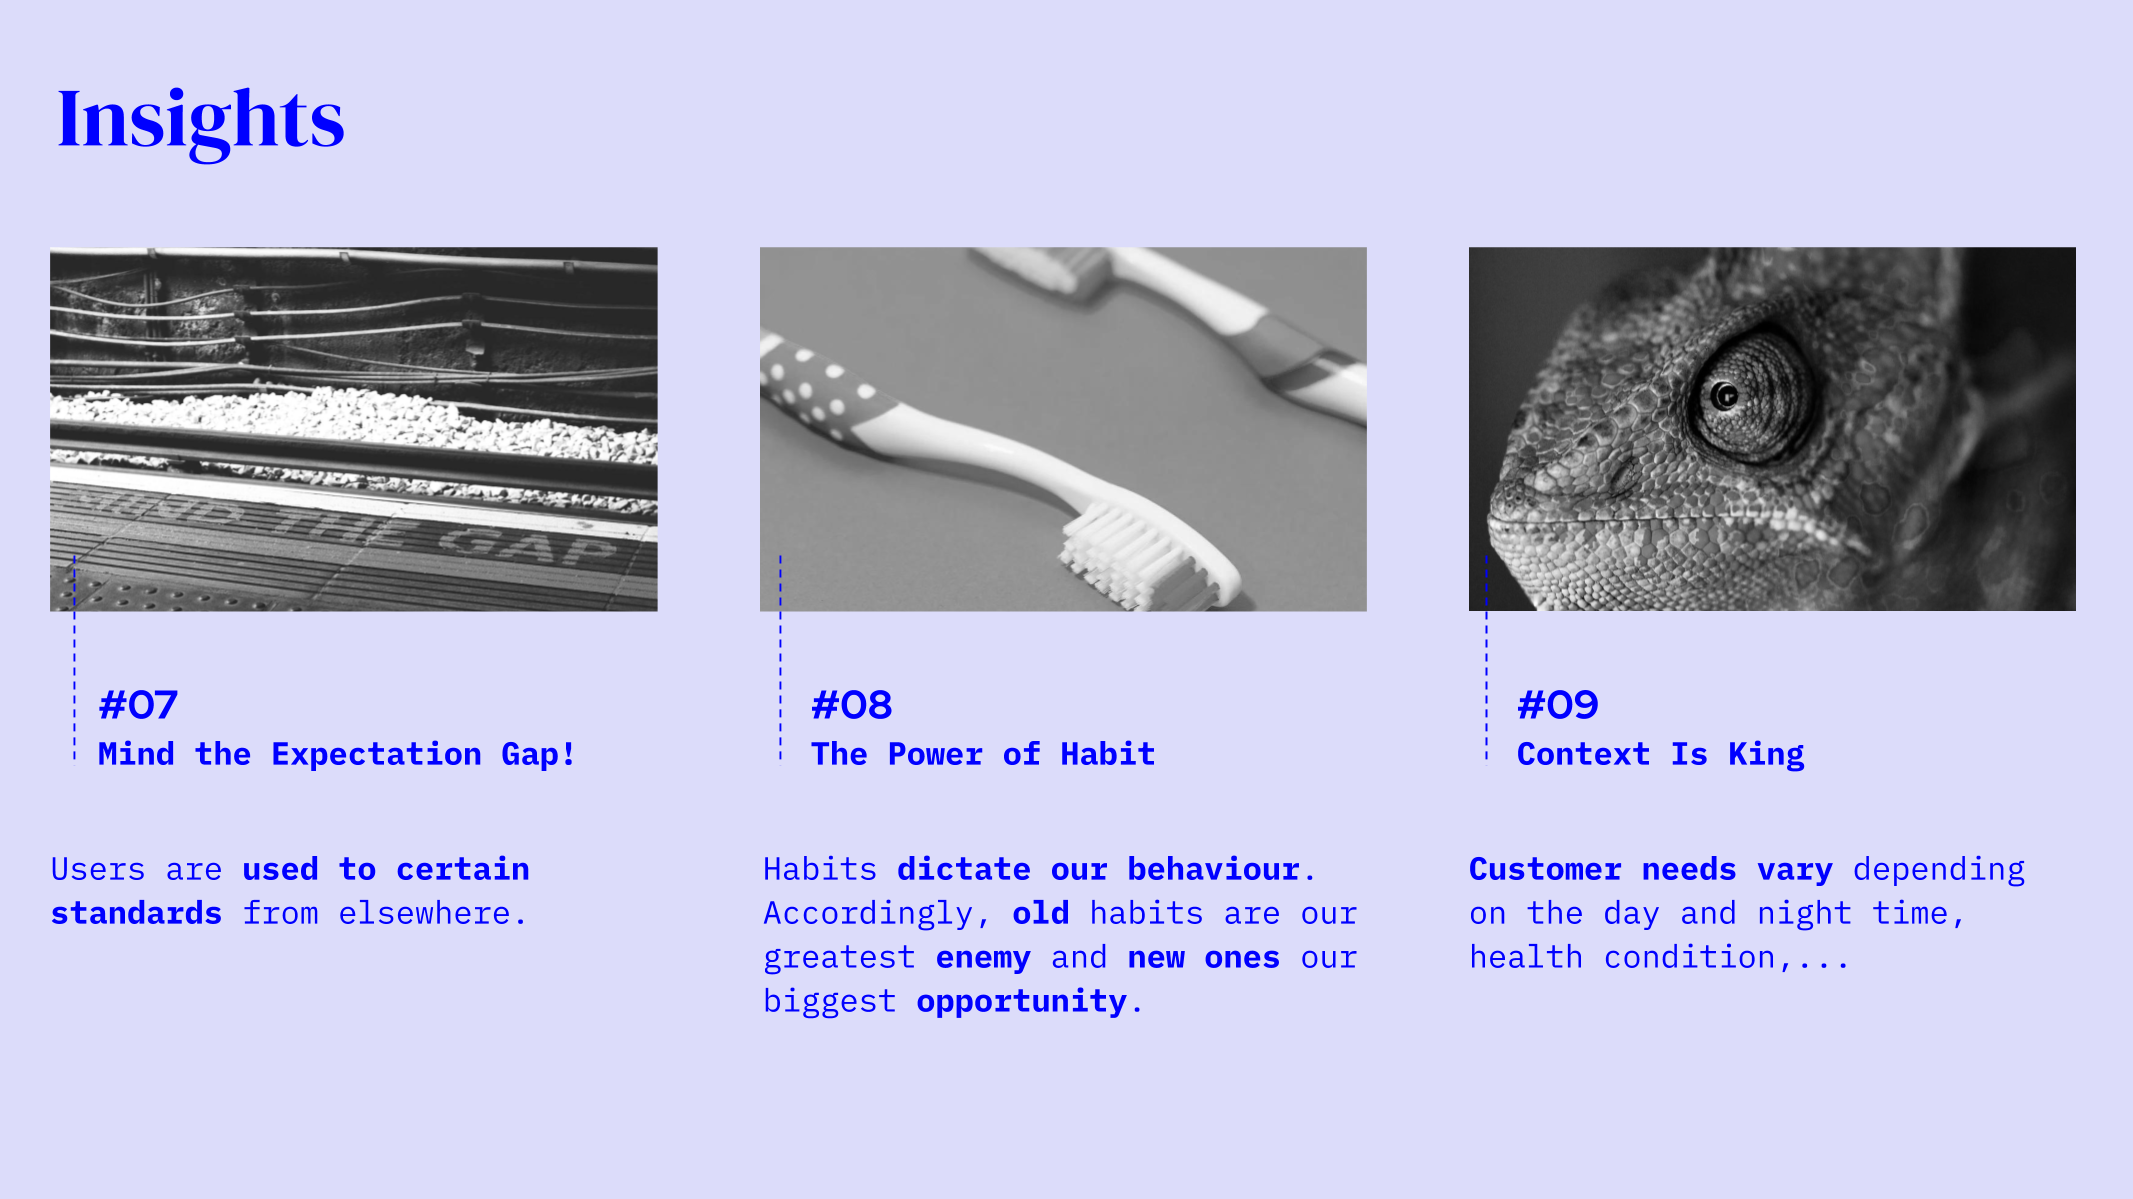 Insights
MIND THE GAP
#07
Mind the Expectation Gap!
Users are used to certain
standards from elsewhere.
#08
The Power of Habit
Habits dictate our behaviour.
Accordingly, old habits are our
greatest enemy and new ones our
biggest opportunity.
#09
Context Is King
Customer needs vary depending
on the day and night time,
health condition,...